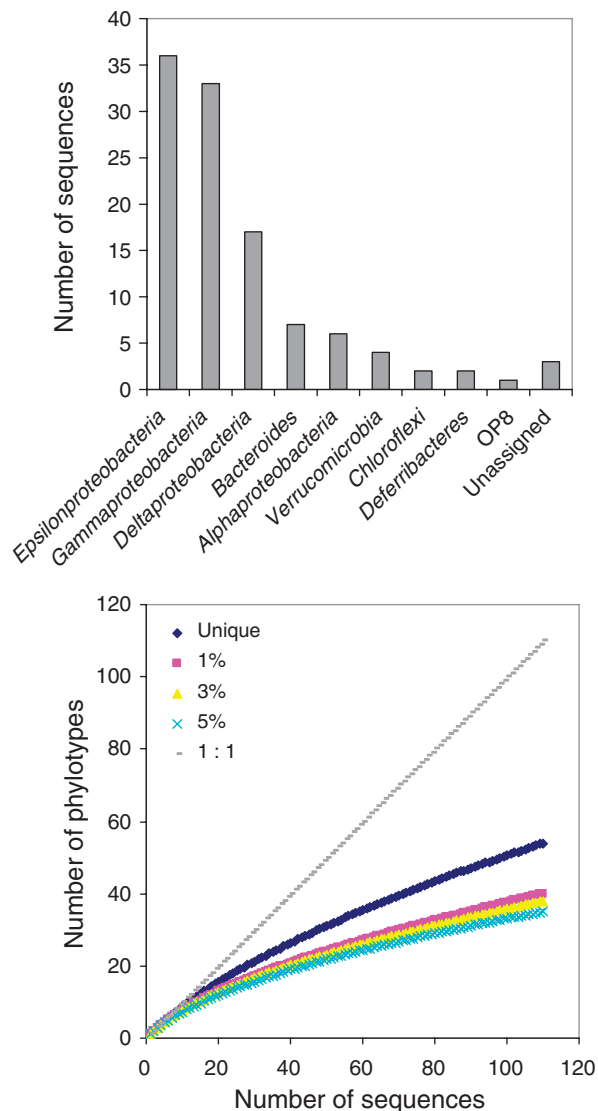 40
35
30
25
20
15
10
5
0
Number of sequences
Epsilonproteobacteria
Gammaproteobacteria
Deltaproteobacteria
Bacteroides
Alphaproteobacteria
Verrucomicrobia
Chloroflexi
Deferribacteres
OP8
Unassigned
120
100
80
60
40
20
0
Number of phylotypes
Unique
1%
3%
5%
1 : 1
0 20 40 60 80 100 120
Number of sequences